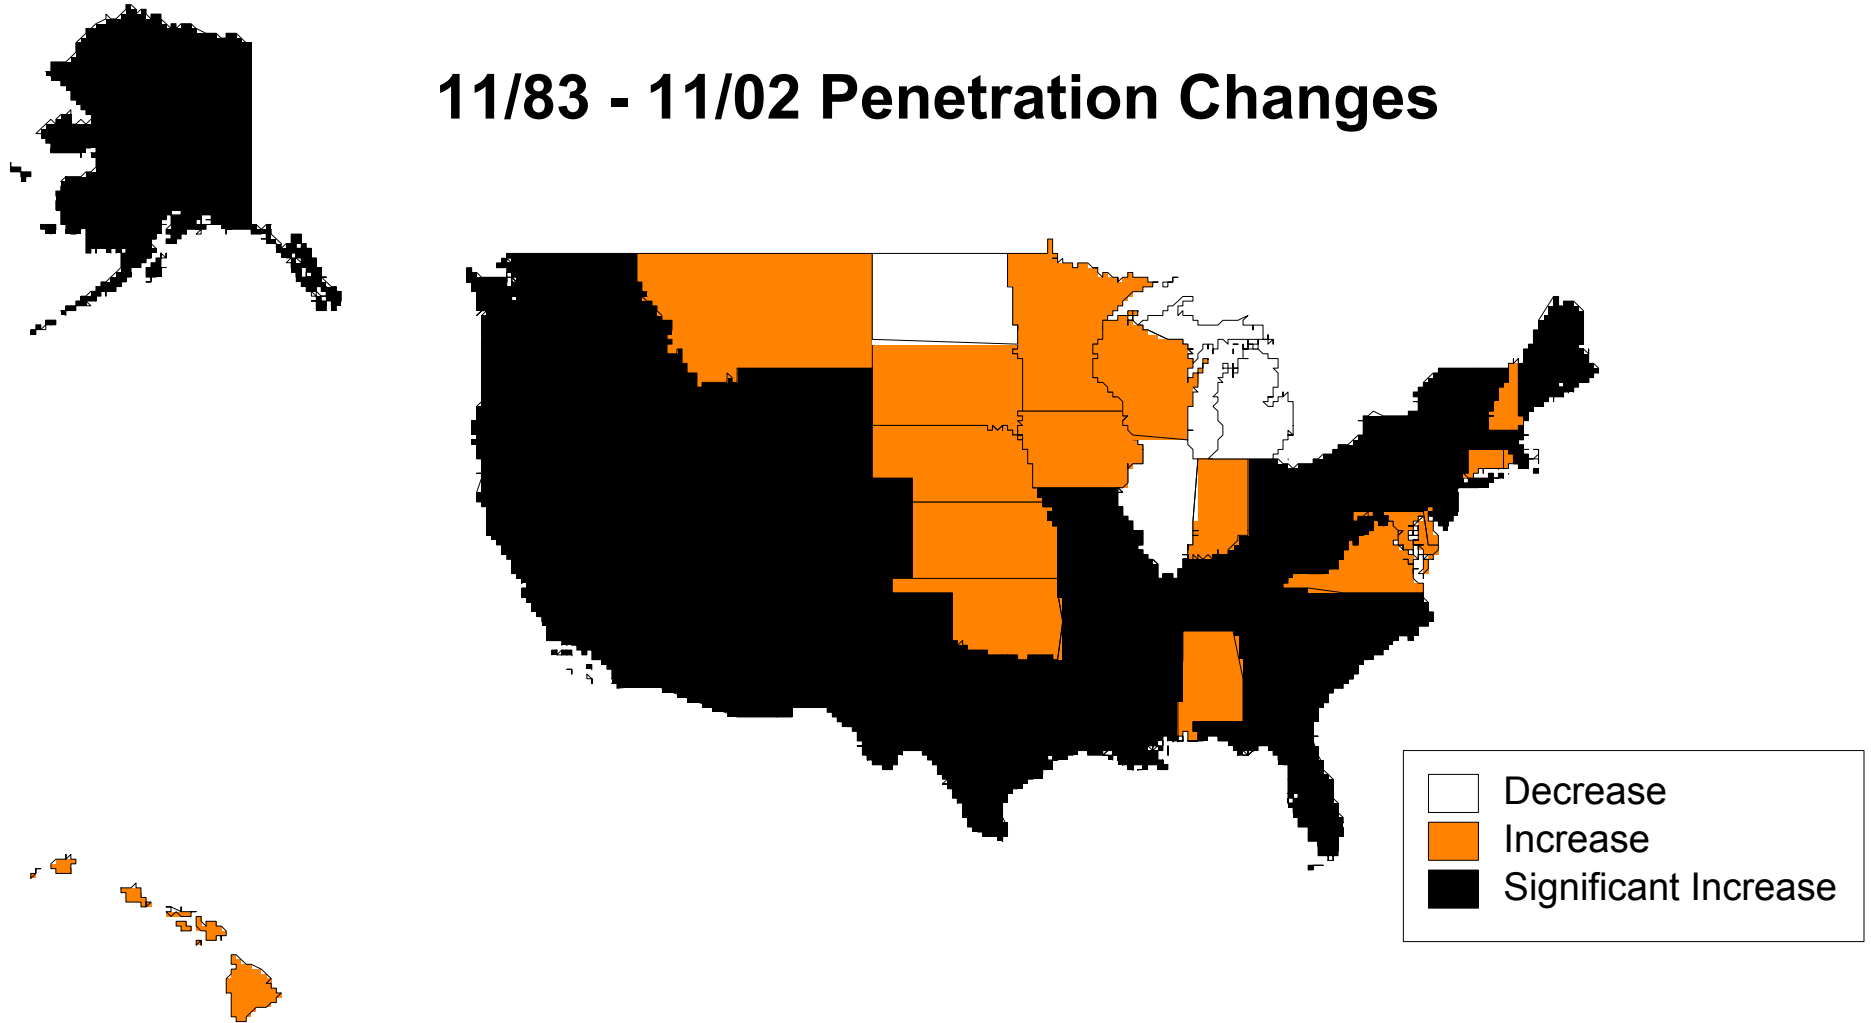 11/83 - 11/02 Penetration Changes
Decrease
Increase
Significant Increase